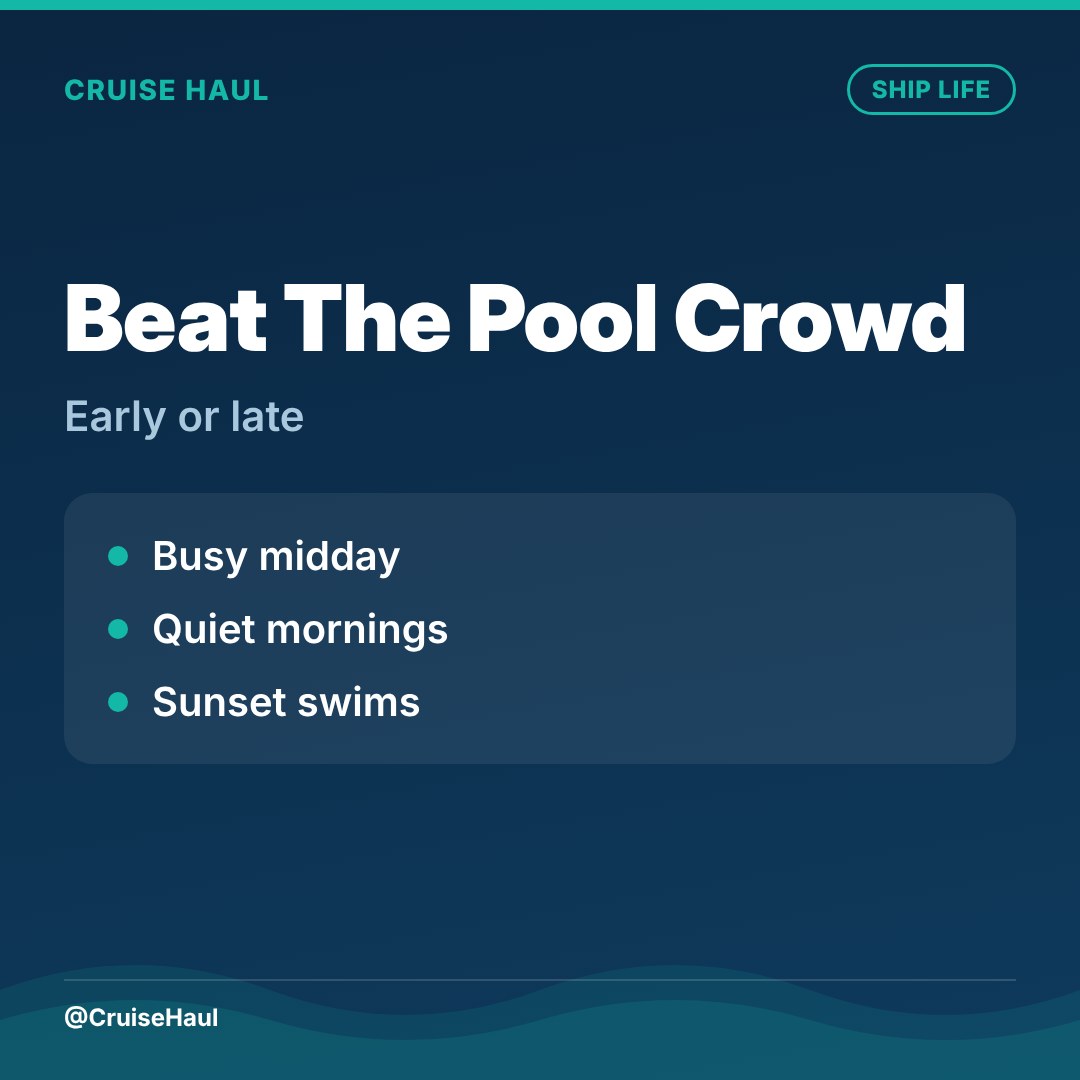 CRUISE HAUL
SHIP LIFE
Beat The Pool Crowd
Early or late
Busy midday
Quiet mornings
Sunset swims
@CruiseHaul